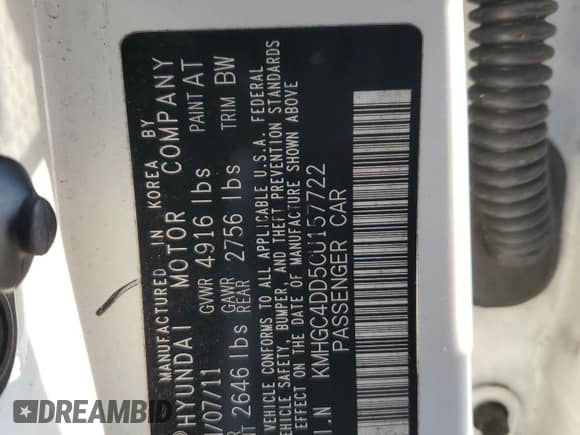 MANUFACTURED IN KOREA BY
HYUNDAI MOTOR COMPANY
/07/11 GVWR 4916 lbs PAINT AT
GAWR
2646 lbs REAR 2756 lbs TRIM BW
VEHICLE CONFORMS TO ALL APPLICABLE U.S.A. FEDERAL
VEHICLE SAFETY, BUMPER, AND THEFT PREVENTION STANDARDS
EFFECT ON THE DATE OF MANUFACTURE SHOWN ABOVE
I.N KMHGC4DD5CU157722
PASSENGER CAR
DREAMBID